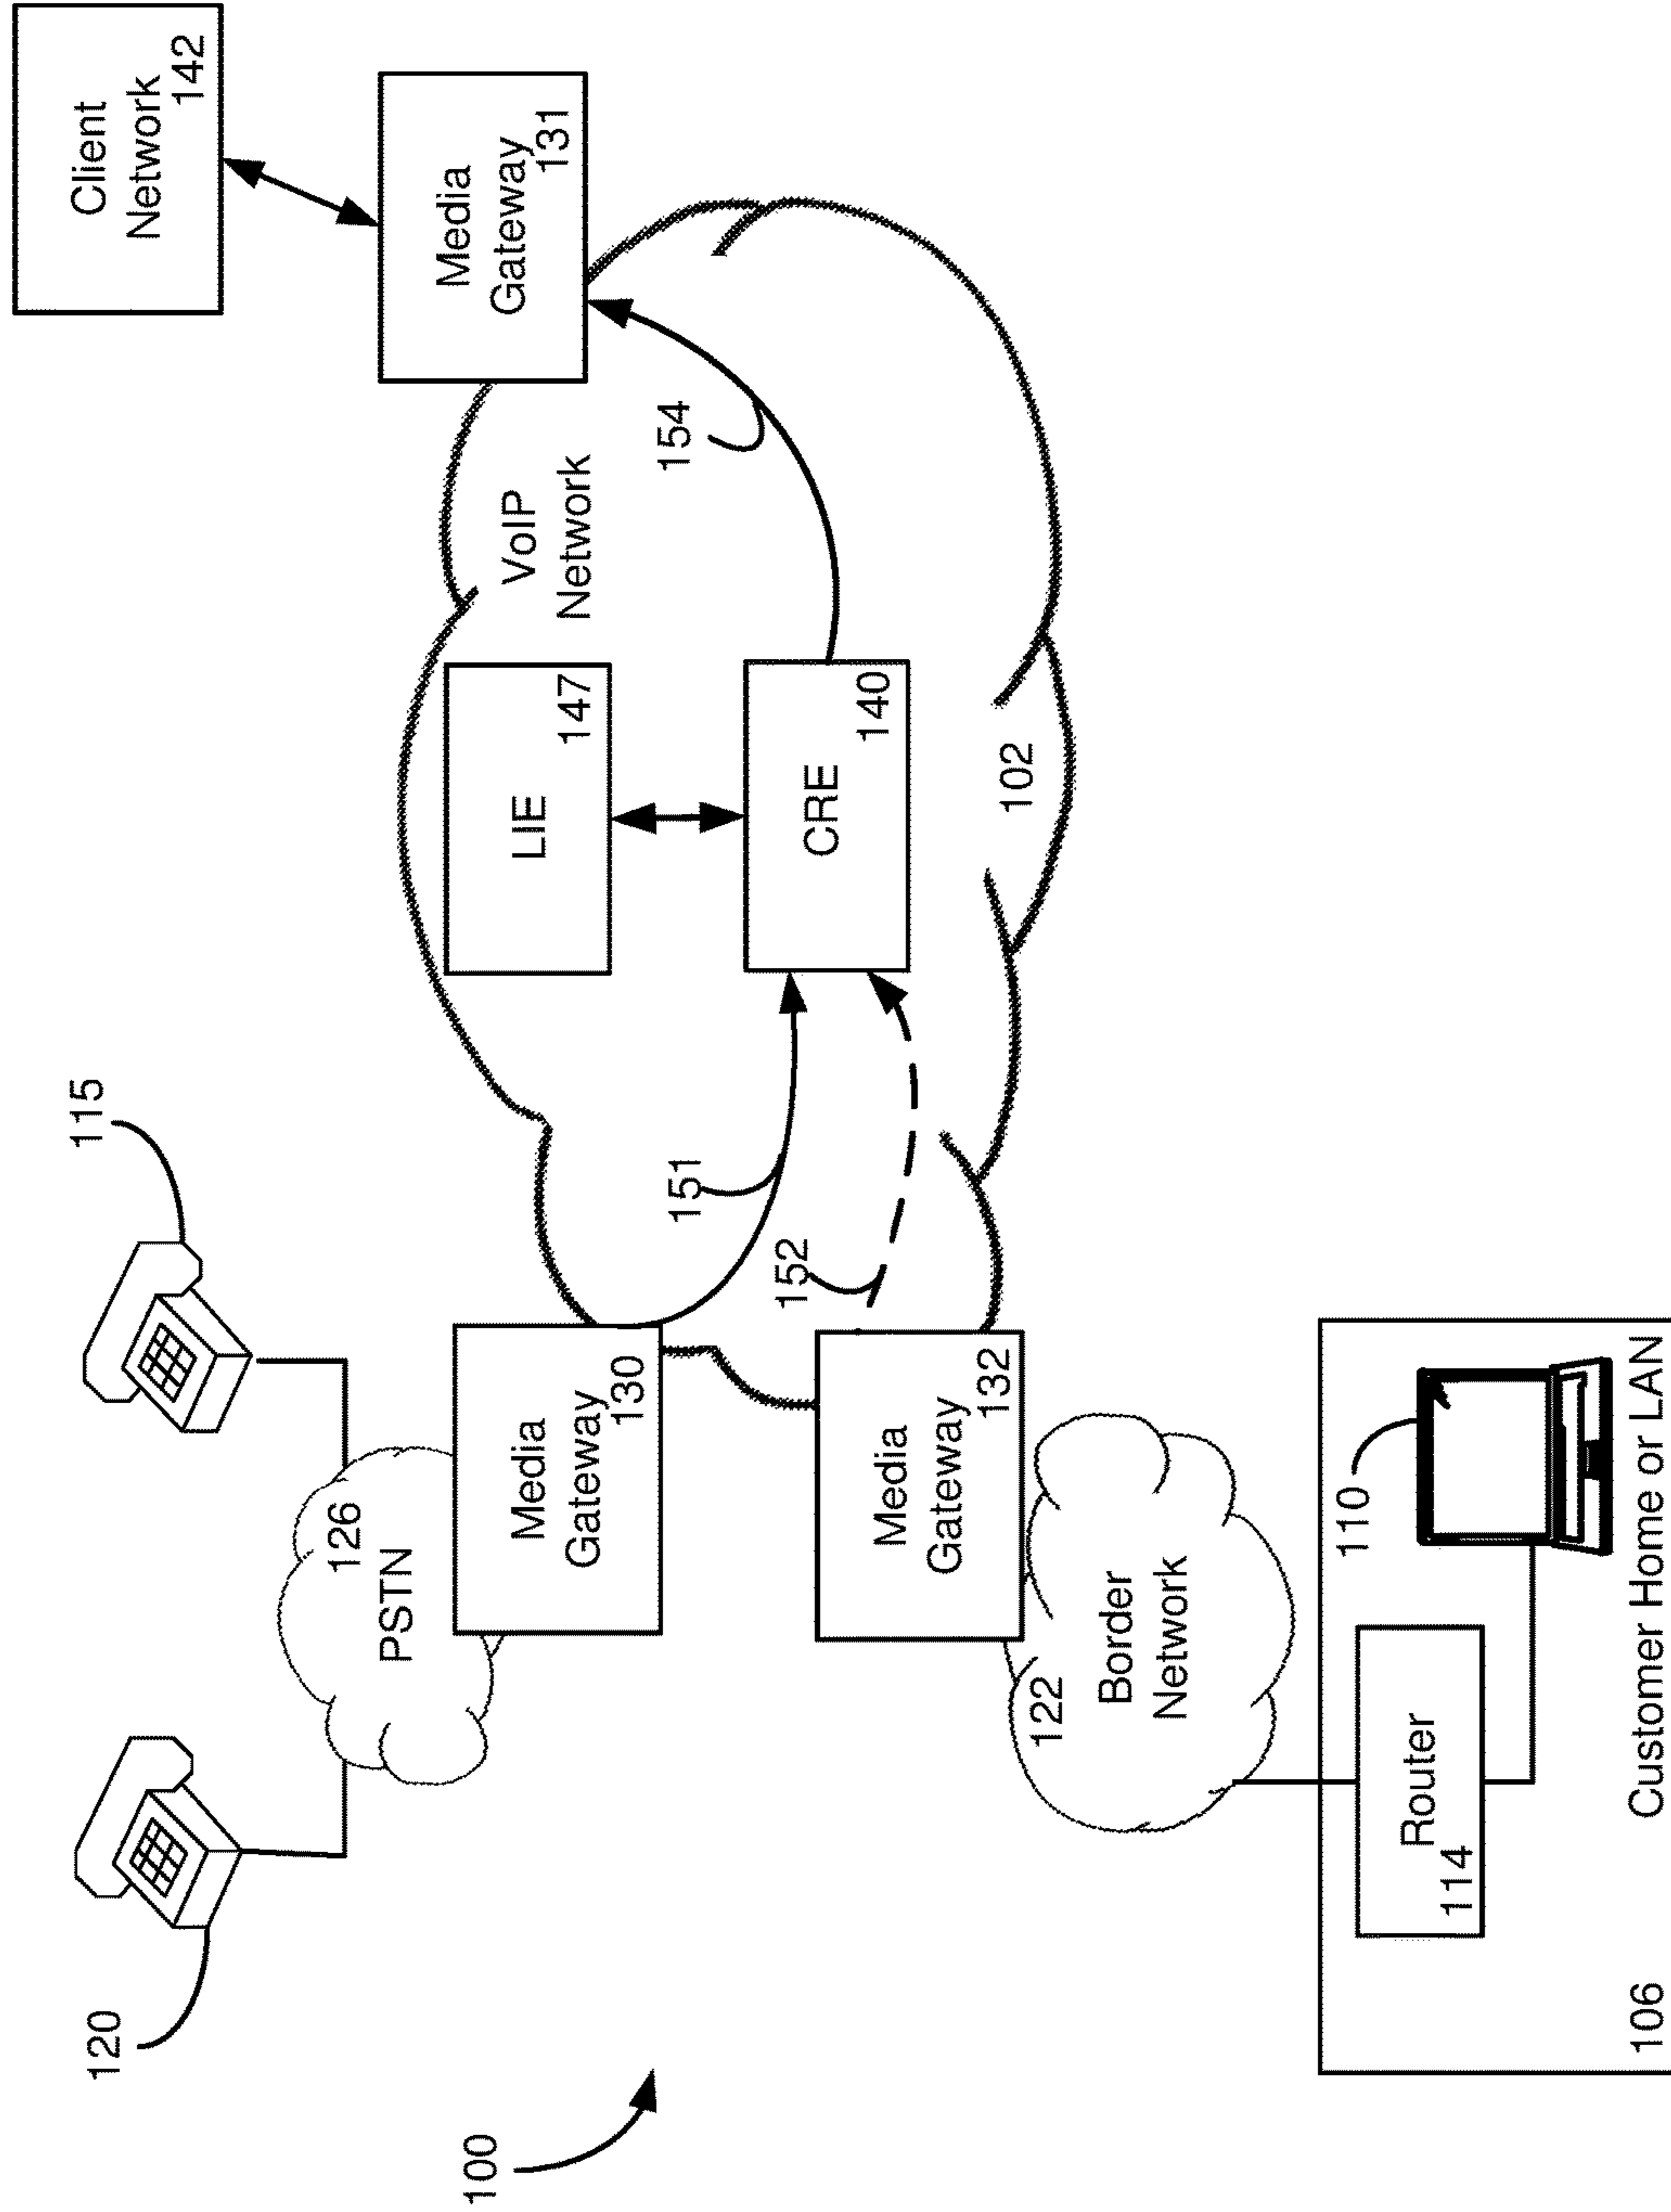 100
120
115
126
PSTN
Media
Gateway
130
Media
Gateway
132
122
Border
Network
151
152
LIE
147
CRE
140
VoIP
Network
102
154
Media
Gateway
131
Client
Network
142
Router
114
110
106
Customer Home or LAN